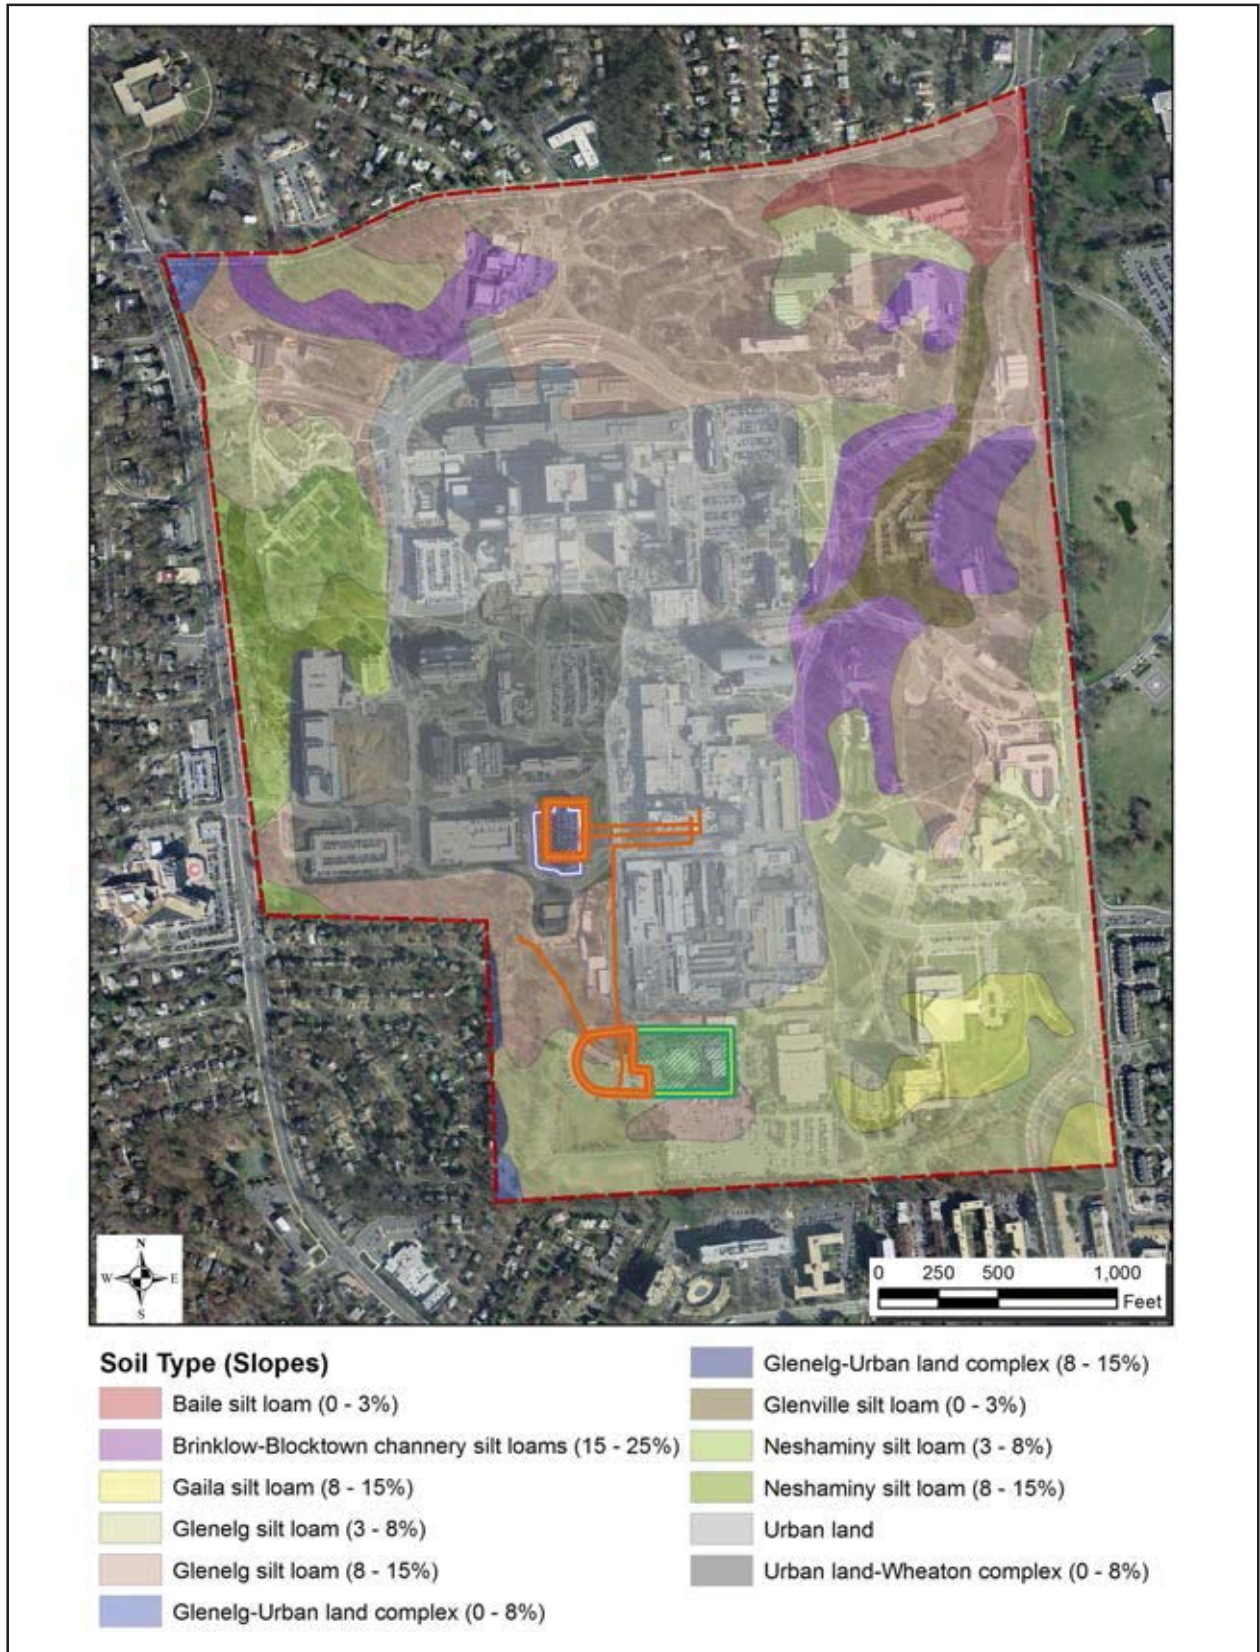 N
W E
S
0 250 500 1,000
Feet
Soil Type (Slopes)
Baile silt loam (0 - 3%)
Brinklow-Blocktown channery silt loams (15 - 25%)
Gaila silt loam (8 - 15%)
Glenelg silt loam (3 - 8%)
Glenelg silt loam (8 - 15%)
Glenelg-Urban land complex (0 - 8%)
Glenelg-Urban land complex (8 - 15%)
Glenville silt loam (0 - 3%)
Neshaminy silt loam (3 - 8%)
Neshaminy silt loam (8 - 15%)
Urban land
Urban land-Wheaton complex (0 - 8%)